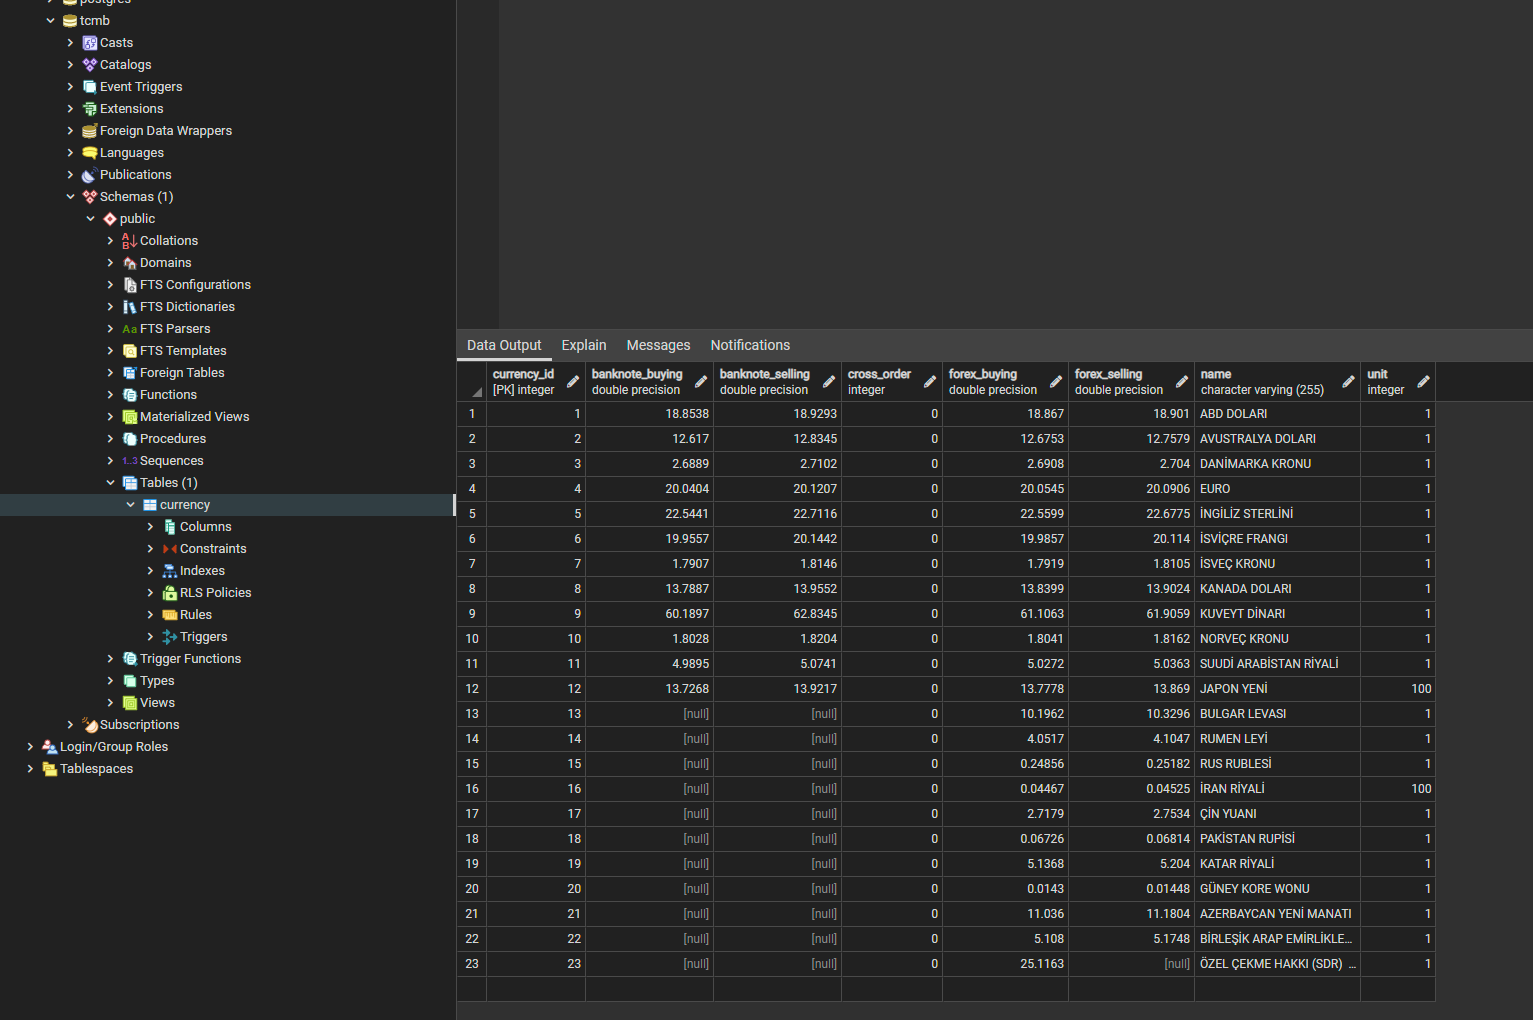 postgres
tcmb
Casts
Catalogs
Event Triggers
Extensions
Foreign Data Wrappers
Languages
Publications
Schemas (1)
public
Collations
Domains
FTS Configurations
FTS Dictionaries
Aa FTS Parsers
FTS Templates
Foreign Tables
Functions
Materialized Views
Procedures
1..3 Sequences
Tables (1)
currency
Columns
Constraints
Indexes
RLS Policies
Rules
Triggers
Trigger Functions
Types
Views
Subscriptions
Login/Group Roles
Tablespaces
Data Output Explain Messages Notifications
currency_id banknote_buying banknote_selling cross_order forex_buying forex_selling name unit
[PK] integer double precision double precision integer double precision double precision character varying (255) integer
1 1 18.8538 18.9293 0 18.867 18.901 ABD DOLARI 1
2 2 12.617 12.8345 0 12.6753 12.7579 AVUSTRALYA DOLARI 1
3 3 2.6889 2.7102 0 2.6908 2.704 DANİMARKA KRONU 1
4 4 20.0404 20.1207 0 20.0545 20.0906 EURO 1
5 5 22.5441 22.7116 0 22.5599 22.6775 İNGİLİZ STERLİNİ 1
6 6 19.9557 20.1442 0 19.9857 20.114 İSVİÇRE FRANGI 1
7 7 1.7907 1.8146 0 1.7919 1.8105 İSVEÇ KRONU 1
8 8 13.7887 13.9552 0 13.8399 13.9024 KANADA DOLARI 1
9 9 60.1897 62.8345 0 61.1063 61.9059 KUVEYT DİNARI 1
10 10 1.8028 1.8204 0 1.8041 1.8162 NORVEÇ KRONU 1
11 11 4.9895 5.0741 0 5.0272 5.0363 SUUDİ ARABİSTAN RİYALİ 1
12 12 13.7268 13.9217 0 13.7778 13.869 JAPON YENİ 100
13 13 [null] [null] 0 10.1962 10.3296 BULGAR LEVASI 1
14 14 [null] [null] 0 4.0517 4.1047 RUMEN LEYİ 1
15 15 [null] [null] 0 0.24856 0.25182 RUS RUBLESİ 1
16 16 [null] [null] 0 0.04467 0.04525 İRAN RİYALİ 100
17 17 [null] [null] 0 2.7179 2.7534 ÇİN YUANI 1
18 18 [null] [null] 0 0.06726 0.06814 PAKİSTAN RUPİSİ 1
19 19 [null] [null] 0 5.1368 5.204 KATAR RİYALİ 1
20 20 [null] [null] 0 0.0143 0.01448 GÜNEY KORE WONU 1
21 21 [null] [null] 0 11.036 11.1804 AZERBAYCAN YENİ MANATI 1
22 22 [null] [null] 0 5.108 5.1748 BİRLEŞİK ARAP EMİRLİKLE... 1
23 23 [null] [null] 0 25.1163 [null] ÖZEL ÇEKME HAKKI (SDR) ... 1